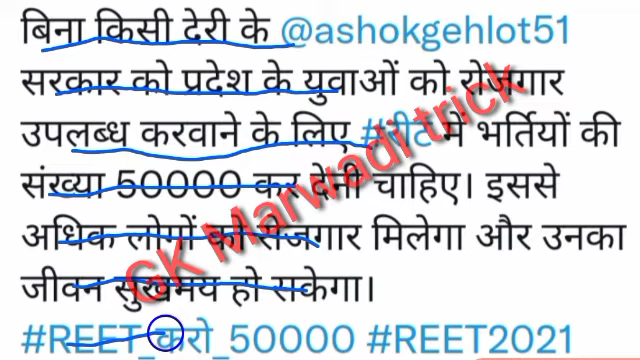 बिना किसी देरी के @ashokgehlot51
सरकार को प्रदेश के युवाओं को रोजगार
उपलब्ध करवाने के लिए #रीट में भर्तियों की
संख्या 50000 कर देनी चाहिए। इससे
अधिक लोगों को रोजगार मिलेगा और उनका
जीवन सुखमय हो सकेगा।
#REET_करो_50000 #REET2021
GK Marwadi trick